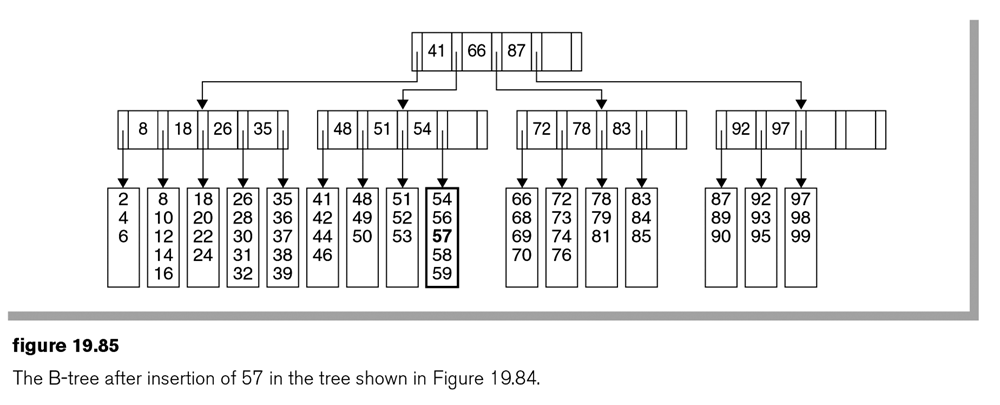 41 66 87
8 18 26 35 48 51 54 72 78 83 92 97
2 8 18 26 35 41 48 51 54 66 72 78 83 87 92 97
4 10 20 28 36 42 49 52 56 68 73 79 84 89 93 98
6 12 22 30 37 44 50 53 57 69 74 81 85 90 95 99
14 24 31 38 46 58 70 76
16 32 39 59
figure 19.85
The B-tree after insertion of 57 in the tree shown in Figure 19.84.